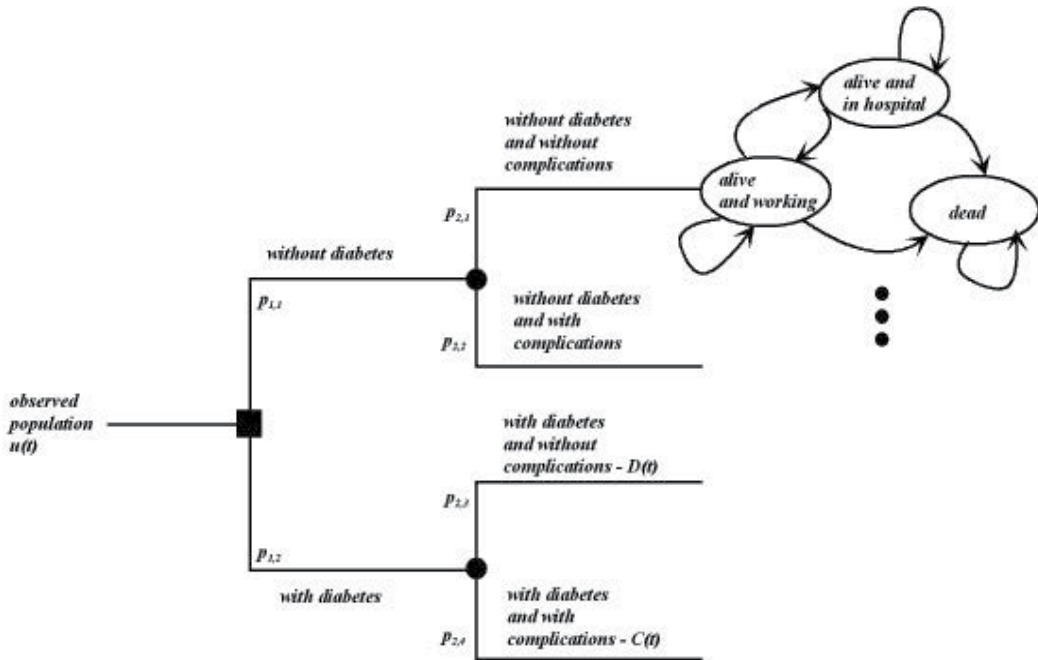 alive and
in hospital
without diabetes
and without
complications
alive
and working
dead
p2,1
without diabetes
p1,1
without diabetes
and with
complications
p2,2
observed
population
u(t)
with diabetes
and without
complications - D(t)
p2,3
p1,2
with diabetes
with diabetes
and with
complications - C(t)
p2,4